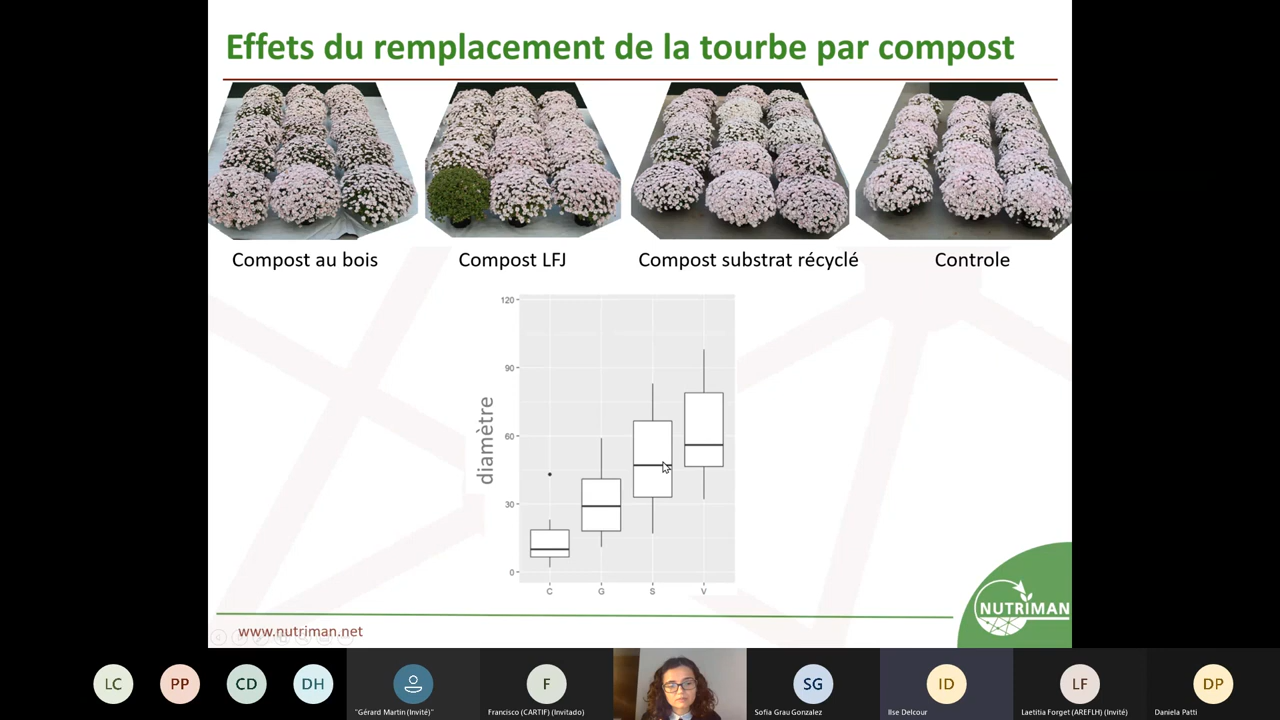 Effets du remplacement de la tourbe par compost
Compost au bois
Compost LFJ
Compost substrat récyclé
Controle
120
90
60
30
0
diamètre
C
G
S
V
NUTRIMAN
www.nutriman.net
LC
PP
CD
DH
F
SG
ID
LF
DP
"Gérard Martin (Invité)"
Francisco (CARTIF) (Invitado)
Sofia Grau Gonzalez
Ilse Delcour
Laetitia Forget (AREFLH) (Invité)
Daniela Patti